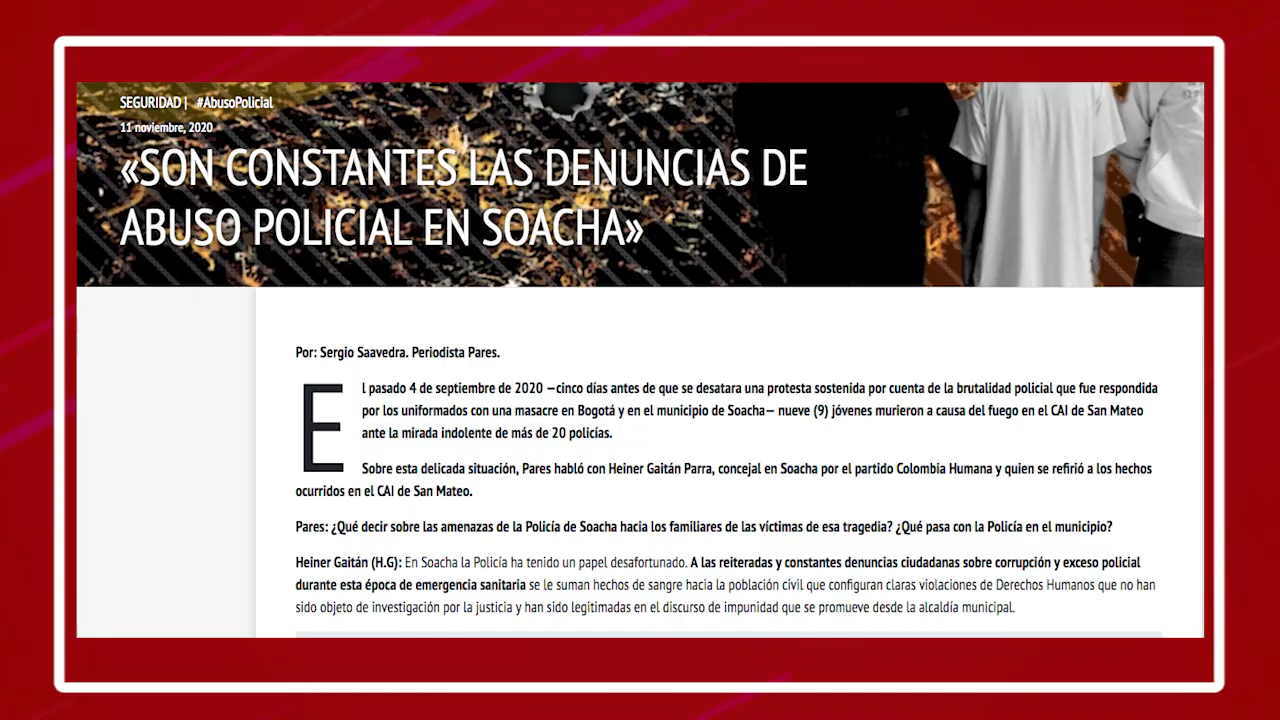 SEGURIDAD | #AbusoPolicial
11 noviembre, 2020
«SON CONSTANTES LAS DENUNCIAS DE
ABUSO POLICIAL EN SOACHA»
Por: Sergio Saavedra. Periodista Pares.
El pasado 4 de septiembre de 2020 —cinco días antes de que se desatara una protesta sostenida por cuenta de la brutalidad policial que fue respondida
por los uniformados con una masacre en Bogotá y en el municipio de Soacha— nueve (9) jóvenes murieron a causa del fuego en el CAI de San Mateo
ante la mirada indolente de más de 20 policías.
Sobre esta delicada situación, Pares habló con Heiner Gaitán Parra, concejal en Soacha por el partido Colombia Humana y quien se refirió a los hechos
ocurridos en el CAI de San Mateo.
Pares: ¿Qué decir sobre las amenazas de la Policía de Soacha hacia los familiares de las víctimas de esa tragedia? ¿Qué pasa con la Policía en el municipio?
Heiner Gaitán (H.G): En Soacha la Policía ha tenido un papel desafortunado. A las reiteradas y constantes denuncias ciudadanas sobre corrupción y exceso policial
durante esta época de emergencia sanitaria se le suman hechos de sangre hacia la población civil que configuran claras violaciones de Derechos Humanos que no han
sido objeto de investigación por la justicia y han sido legitimadas en el discurso de impunidad que se promueve desde la alcaldía municipal.